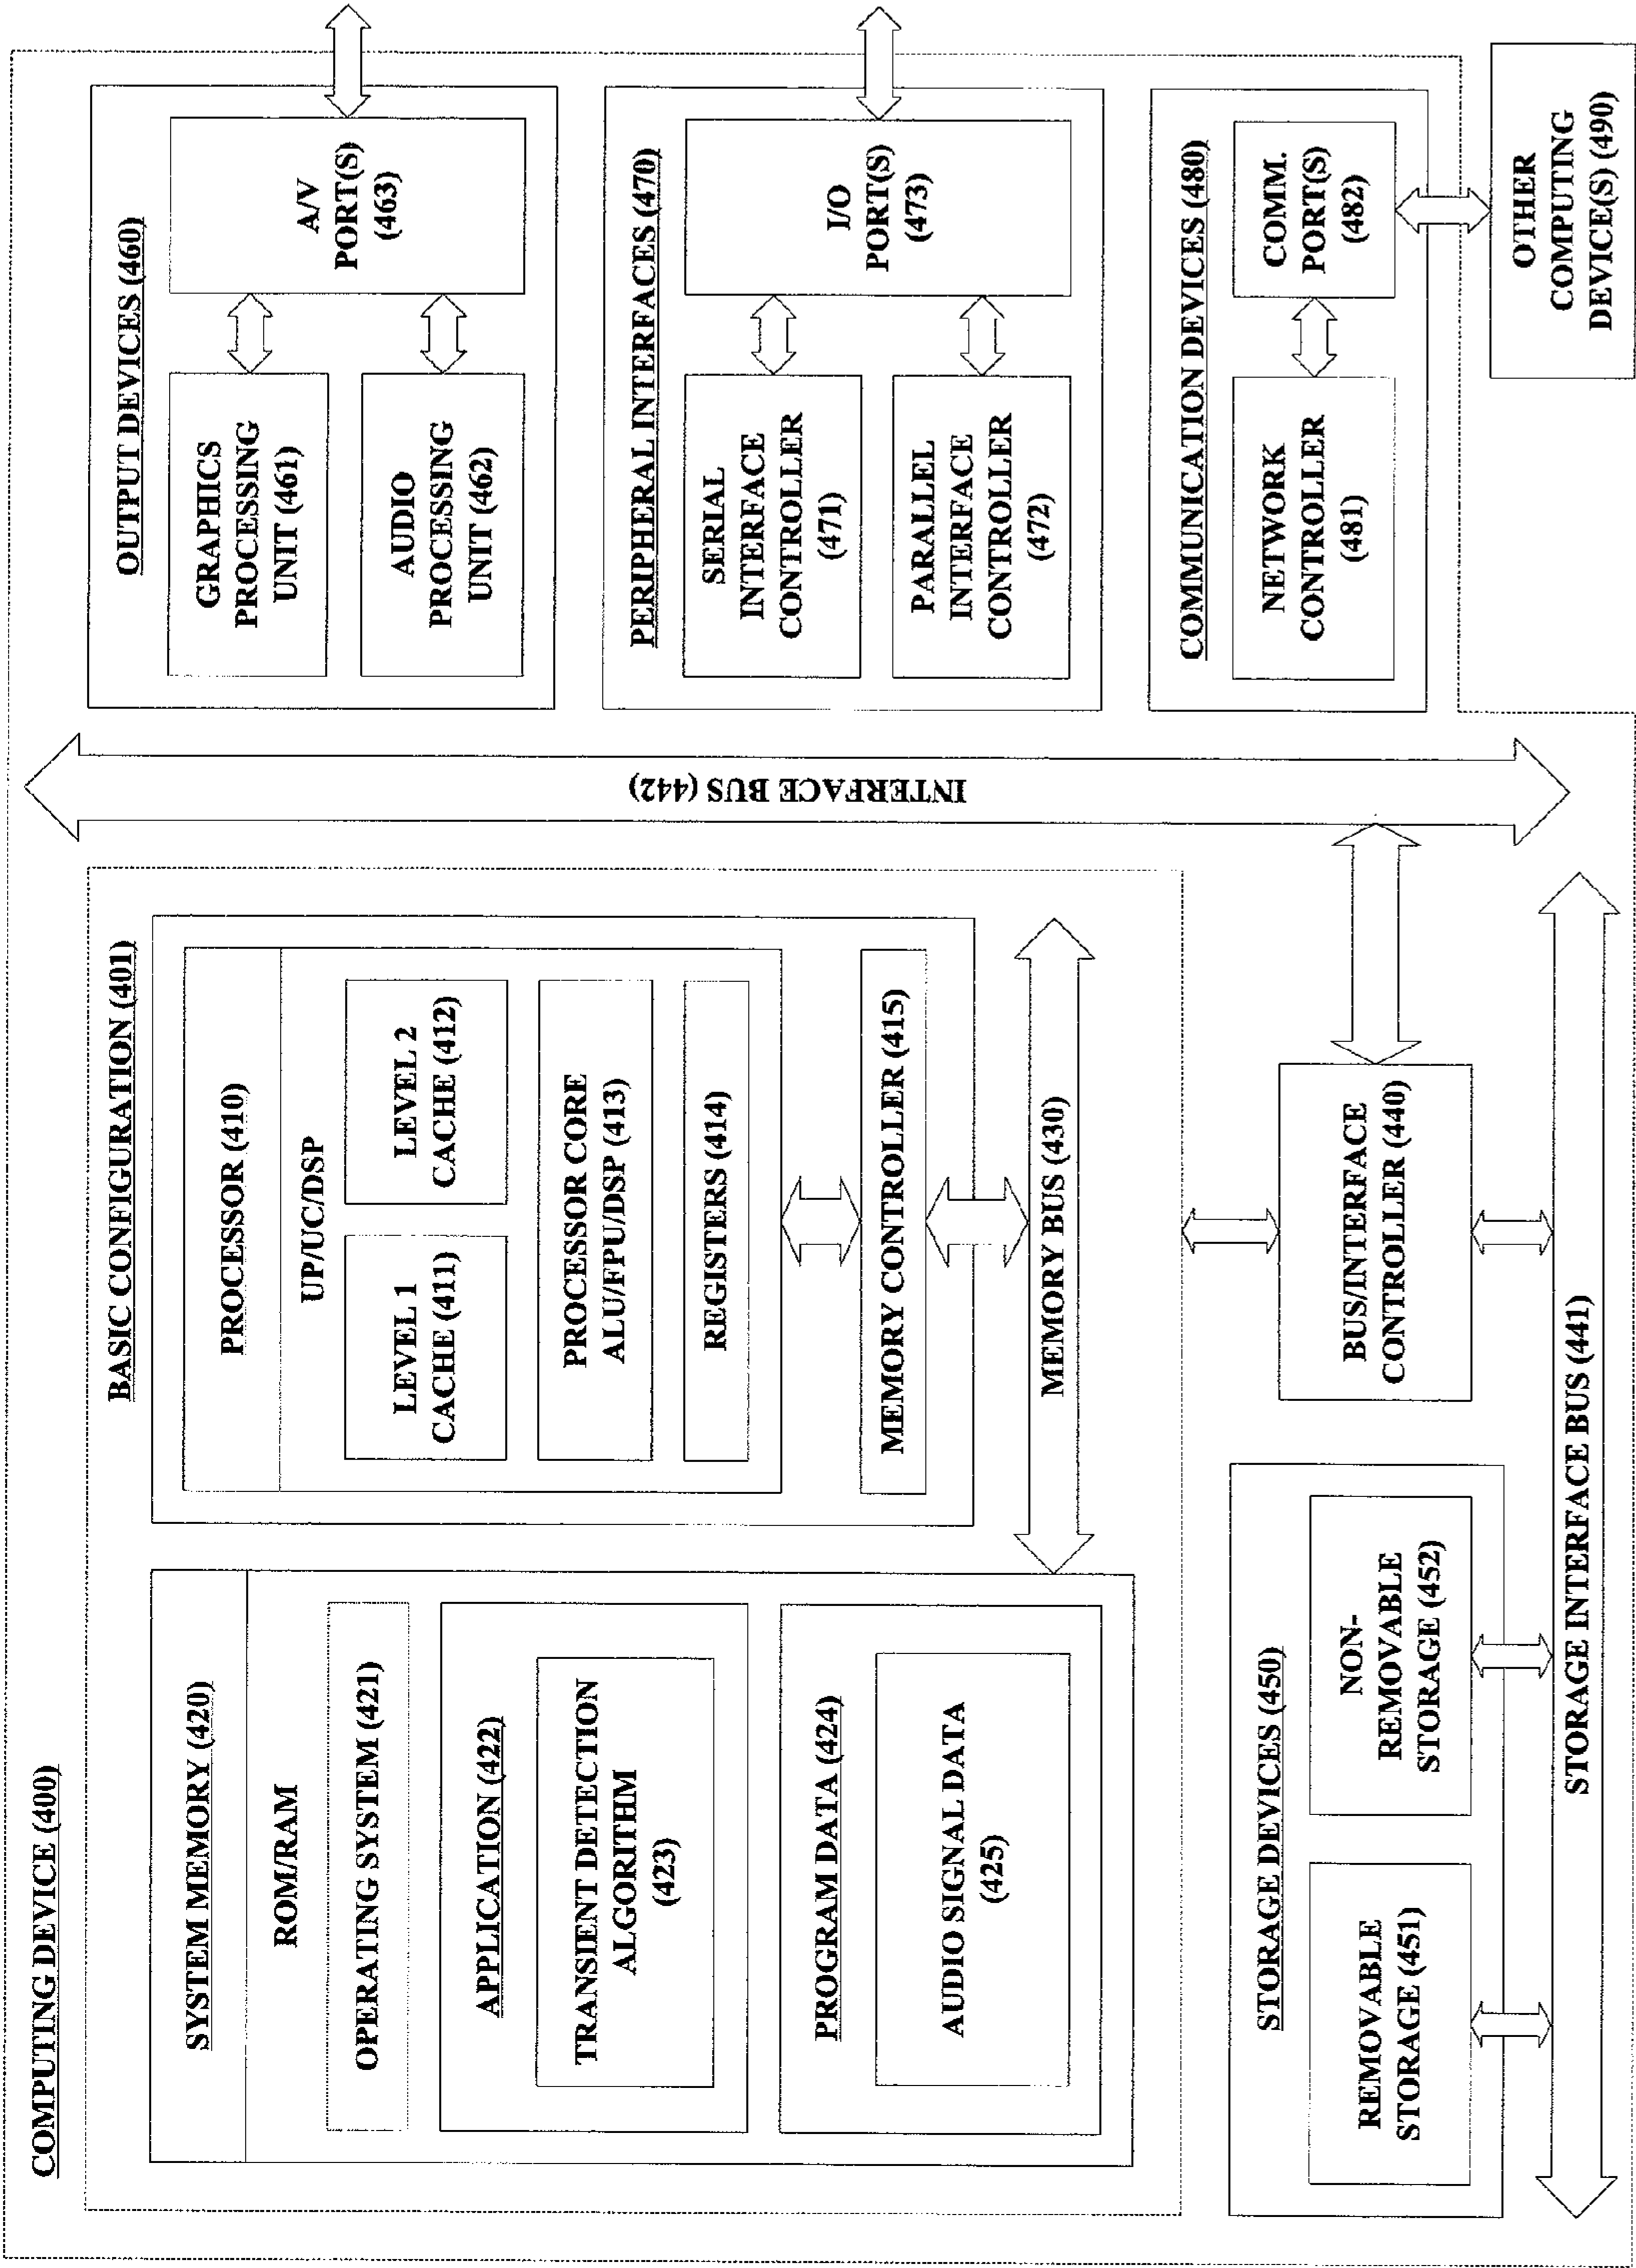 COMPUTING DEVICE (400)
BASIC CONFIGURATION (401)
SYSTEM MEMORY (420)
ROM/RAM
OPERATING SYSTEM (421)
APPLICATION (422)
TRANSIENT DETECTION
ALGORITHM
(423)
PROGRAM DATA (424)
AUDIO SIGNAL DATA
(425)
PROCESSOR (410)
UP/UC/DSP
LEVEL 1
CACHE (411)
LEVEL 2
CACHE (412)
PROCESSOR CORE
ALU/FPU/DSP (413)
REGISTERS (414)
MEMORY CONTROLLER (415)
MEMORY BUS (430)
BUS/INTERFACE
CONTROLLER (440)
STORAGE DEVICES (450)
REMOVABLE
STORAGE (451)
NON-
REMOVABLE
STORAGE (452)
STORAGE INTERFACE BUS (441)
INTERFACE BUS (442)
OUTPUT DEVICES (460)
GRAPHICS
PROCESSING
UNIT (461)
AUDIO
PROCESSING
UNIT (462)
A/V
PORT(S)
(463)
PERIPHERAL INTERFACES (470)
SERIAL
INTERFACE
CONTROLLER
(471)
PARALLEL
INTERFACE
CONTROLLER
(472)
I/O
PORT(S)
(473)
COMMUNICATION DEVICES (480)
NETWORK
CONTROLLER
(481)
COMM.
PORT(S)
(482)
OTHER
COMPUTING
DEVICE(S) (490)